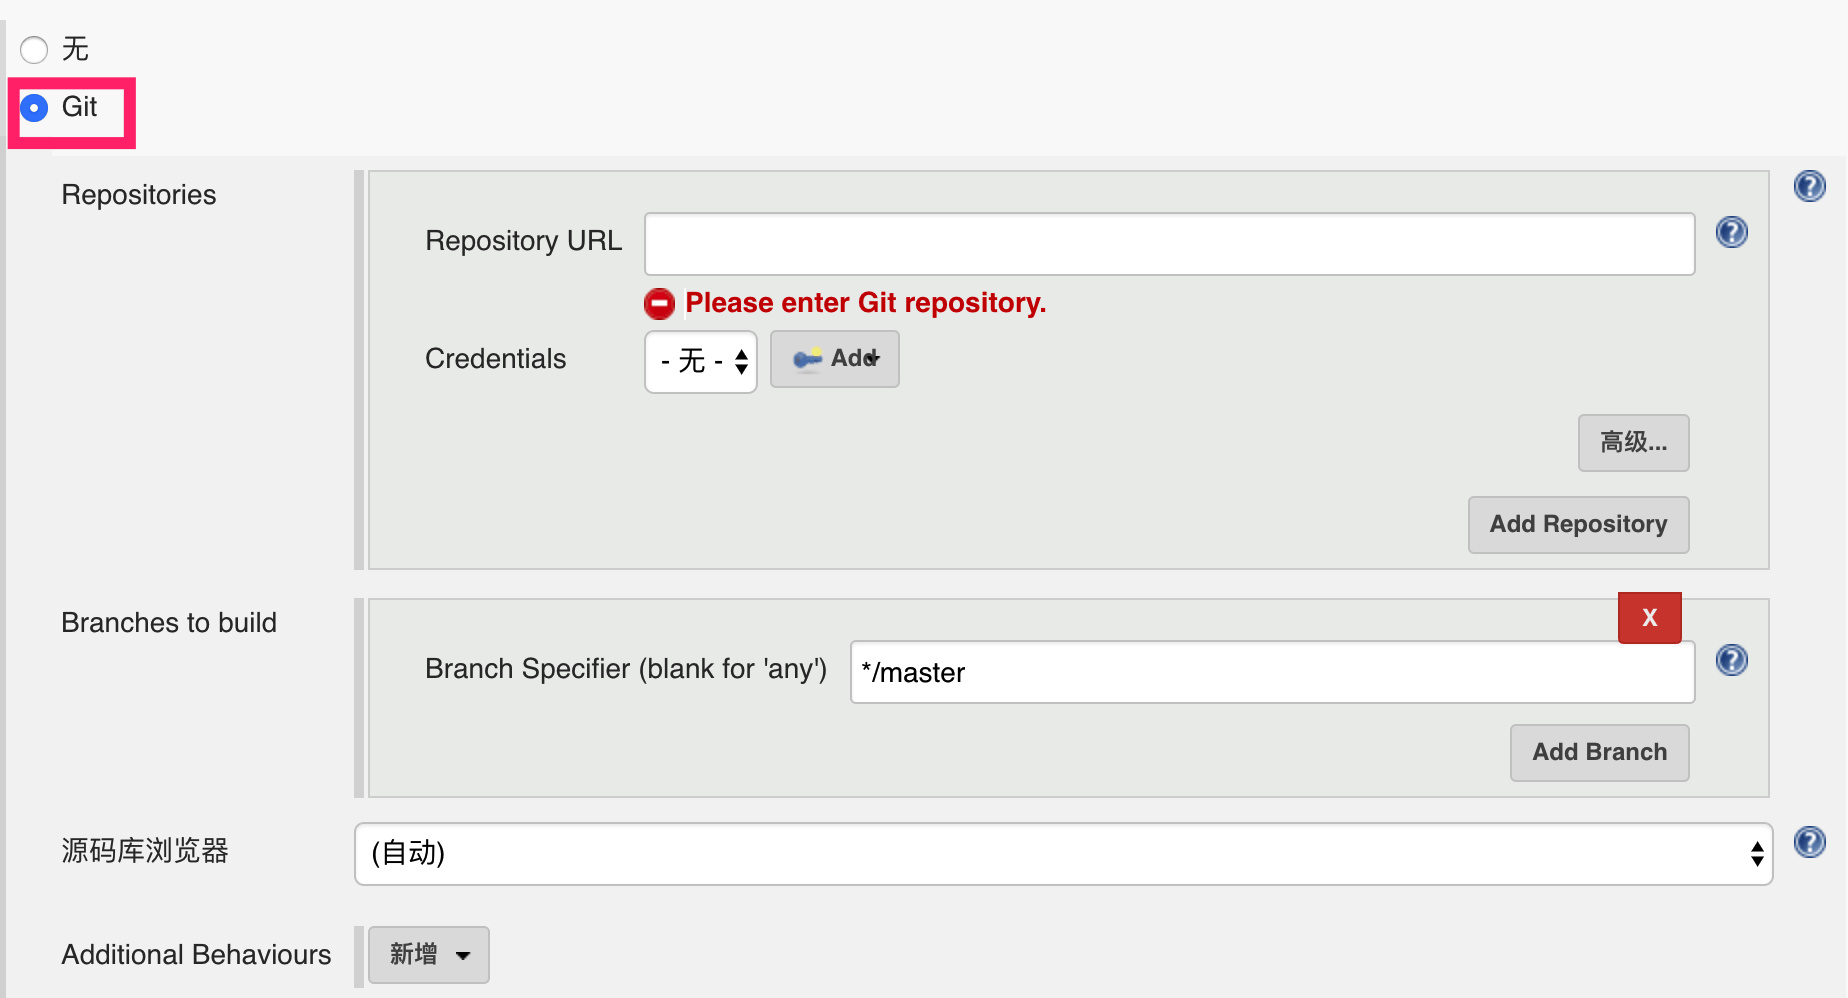 无
Git
Repositories
Repository URL
Please enter Git repository.
Credentials
- 无 -
Add
高级...
Add Repository
Branches to build
X
Branch Specifier (blank for 'any')
*/master
Add Branch
源码库浏览器
(自动)
Additional Behaviours
新增